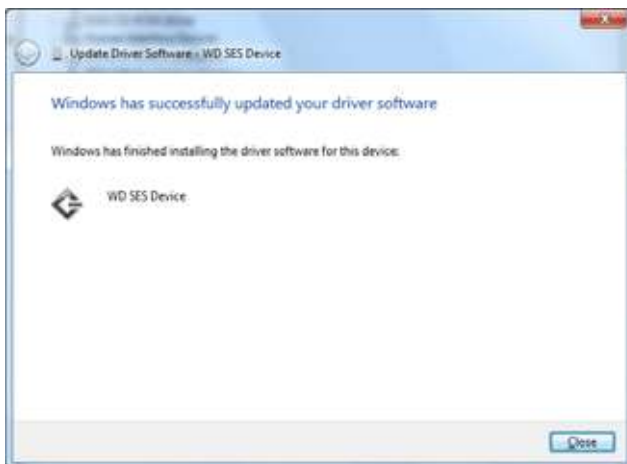 Update Driver Software - WD SES Device
Windows has successfully updated your driver software
Windows has finished installing the driver software for this device:
WD SES Device
Close